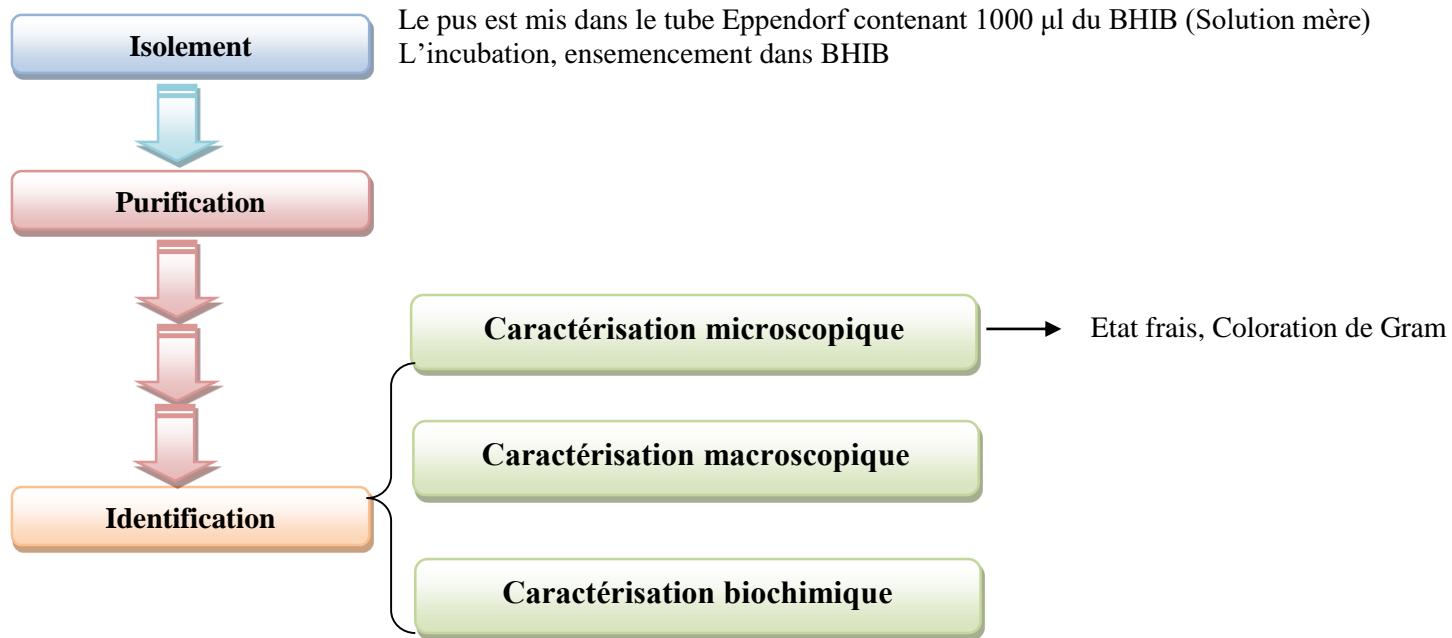 Isolement
Le pus est mis dans le tube Eppendorf contenant 1000 µl du BHIB (Solution mère)
L’incubation, ensemencement dans BHIB
Purification
Caractérisation microscopique
Etat frais, Coloration de Gram
Caractérisation macroscopique
Identification
Caractérisation biochimique